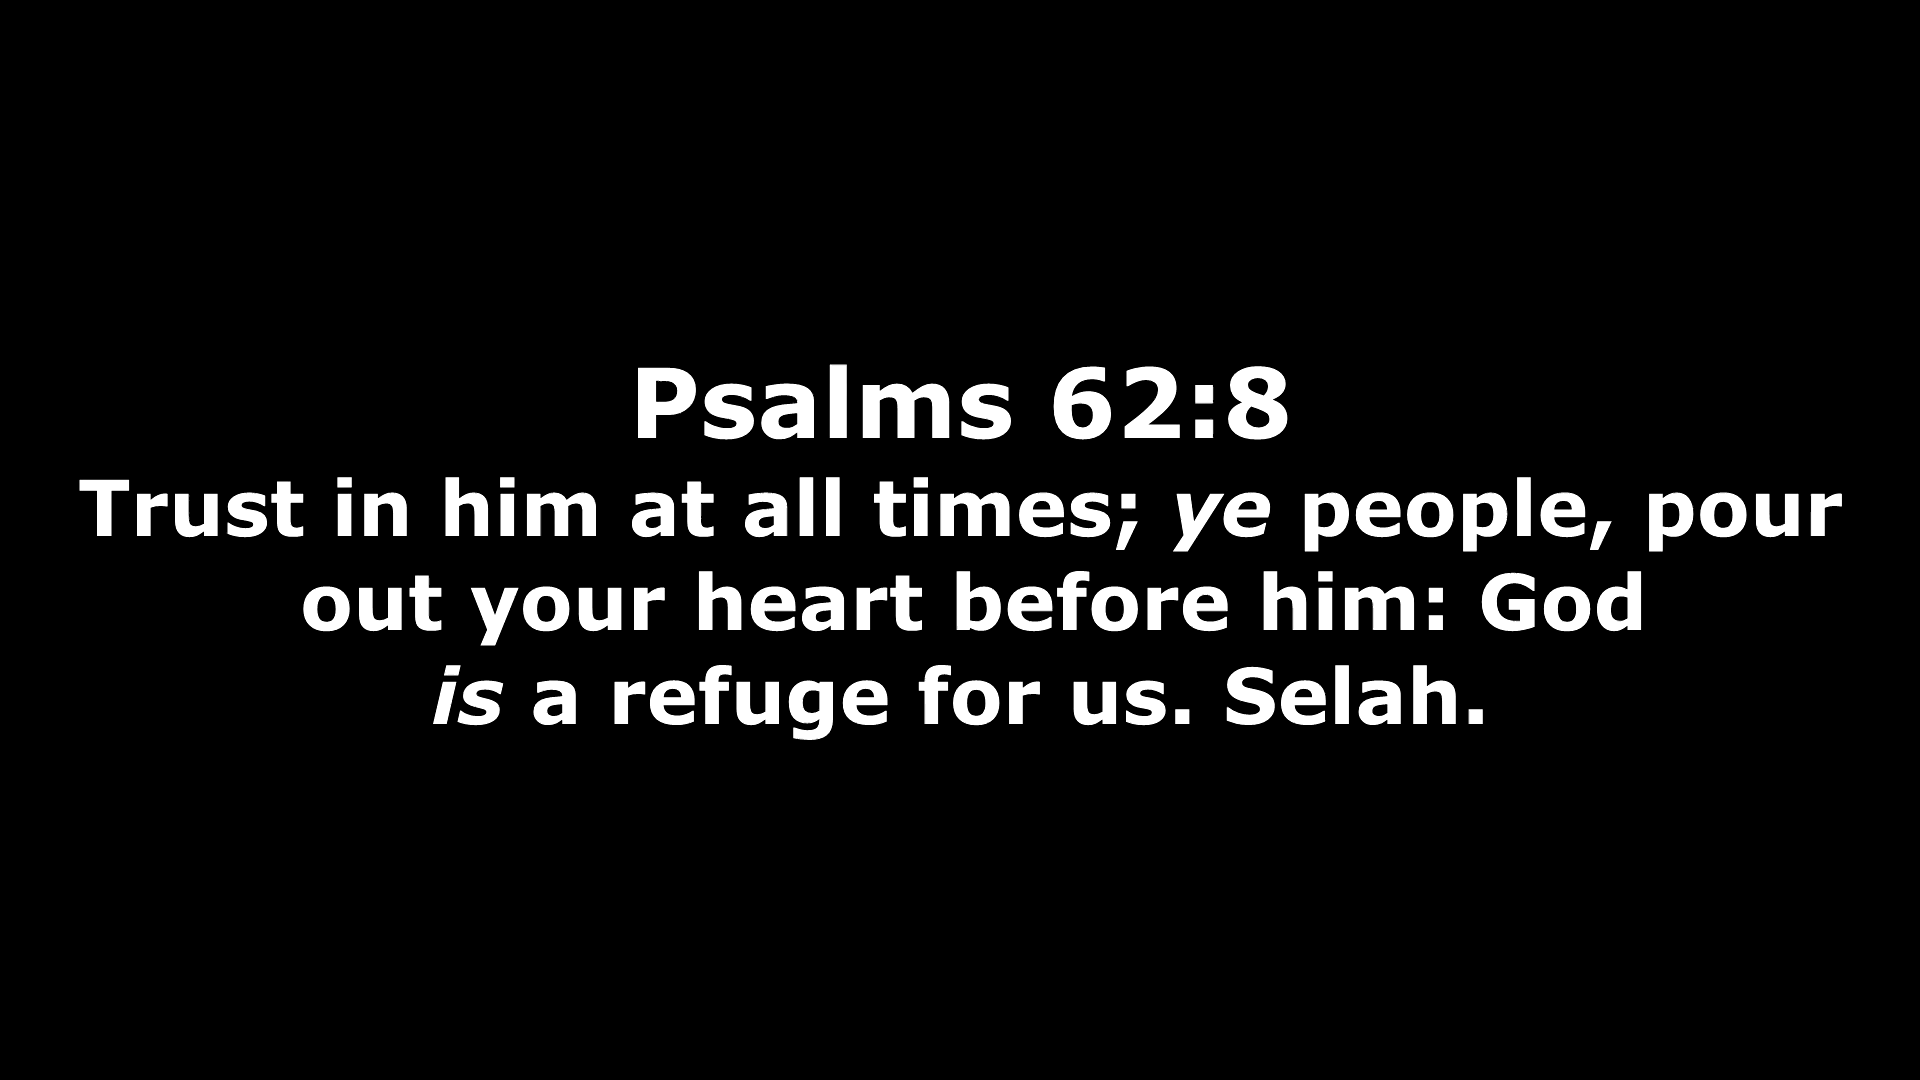 Psalms 62:8
Trust in him at all times; ye people, pour
out your heart before him: God
is a refuge for us. Selah.